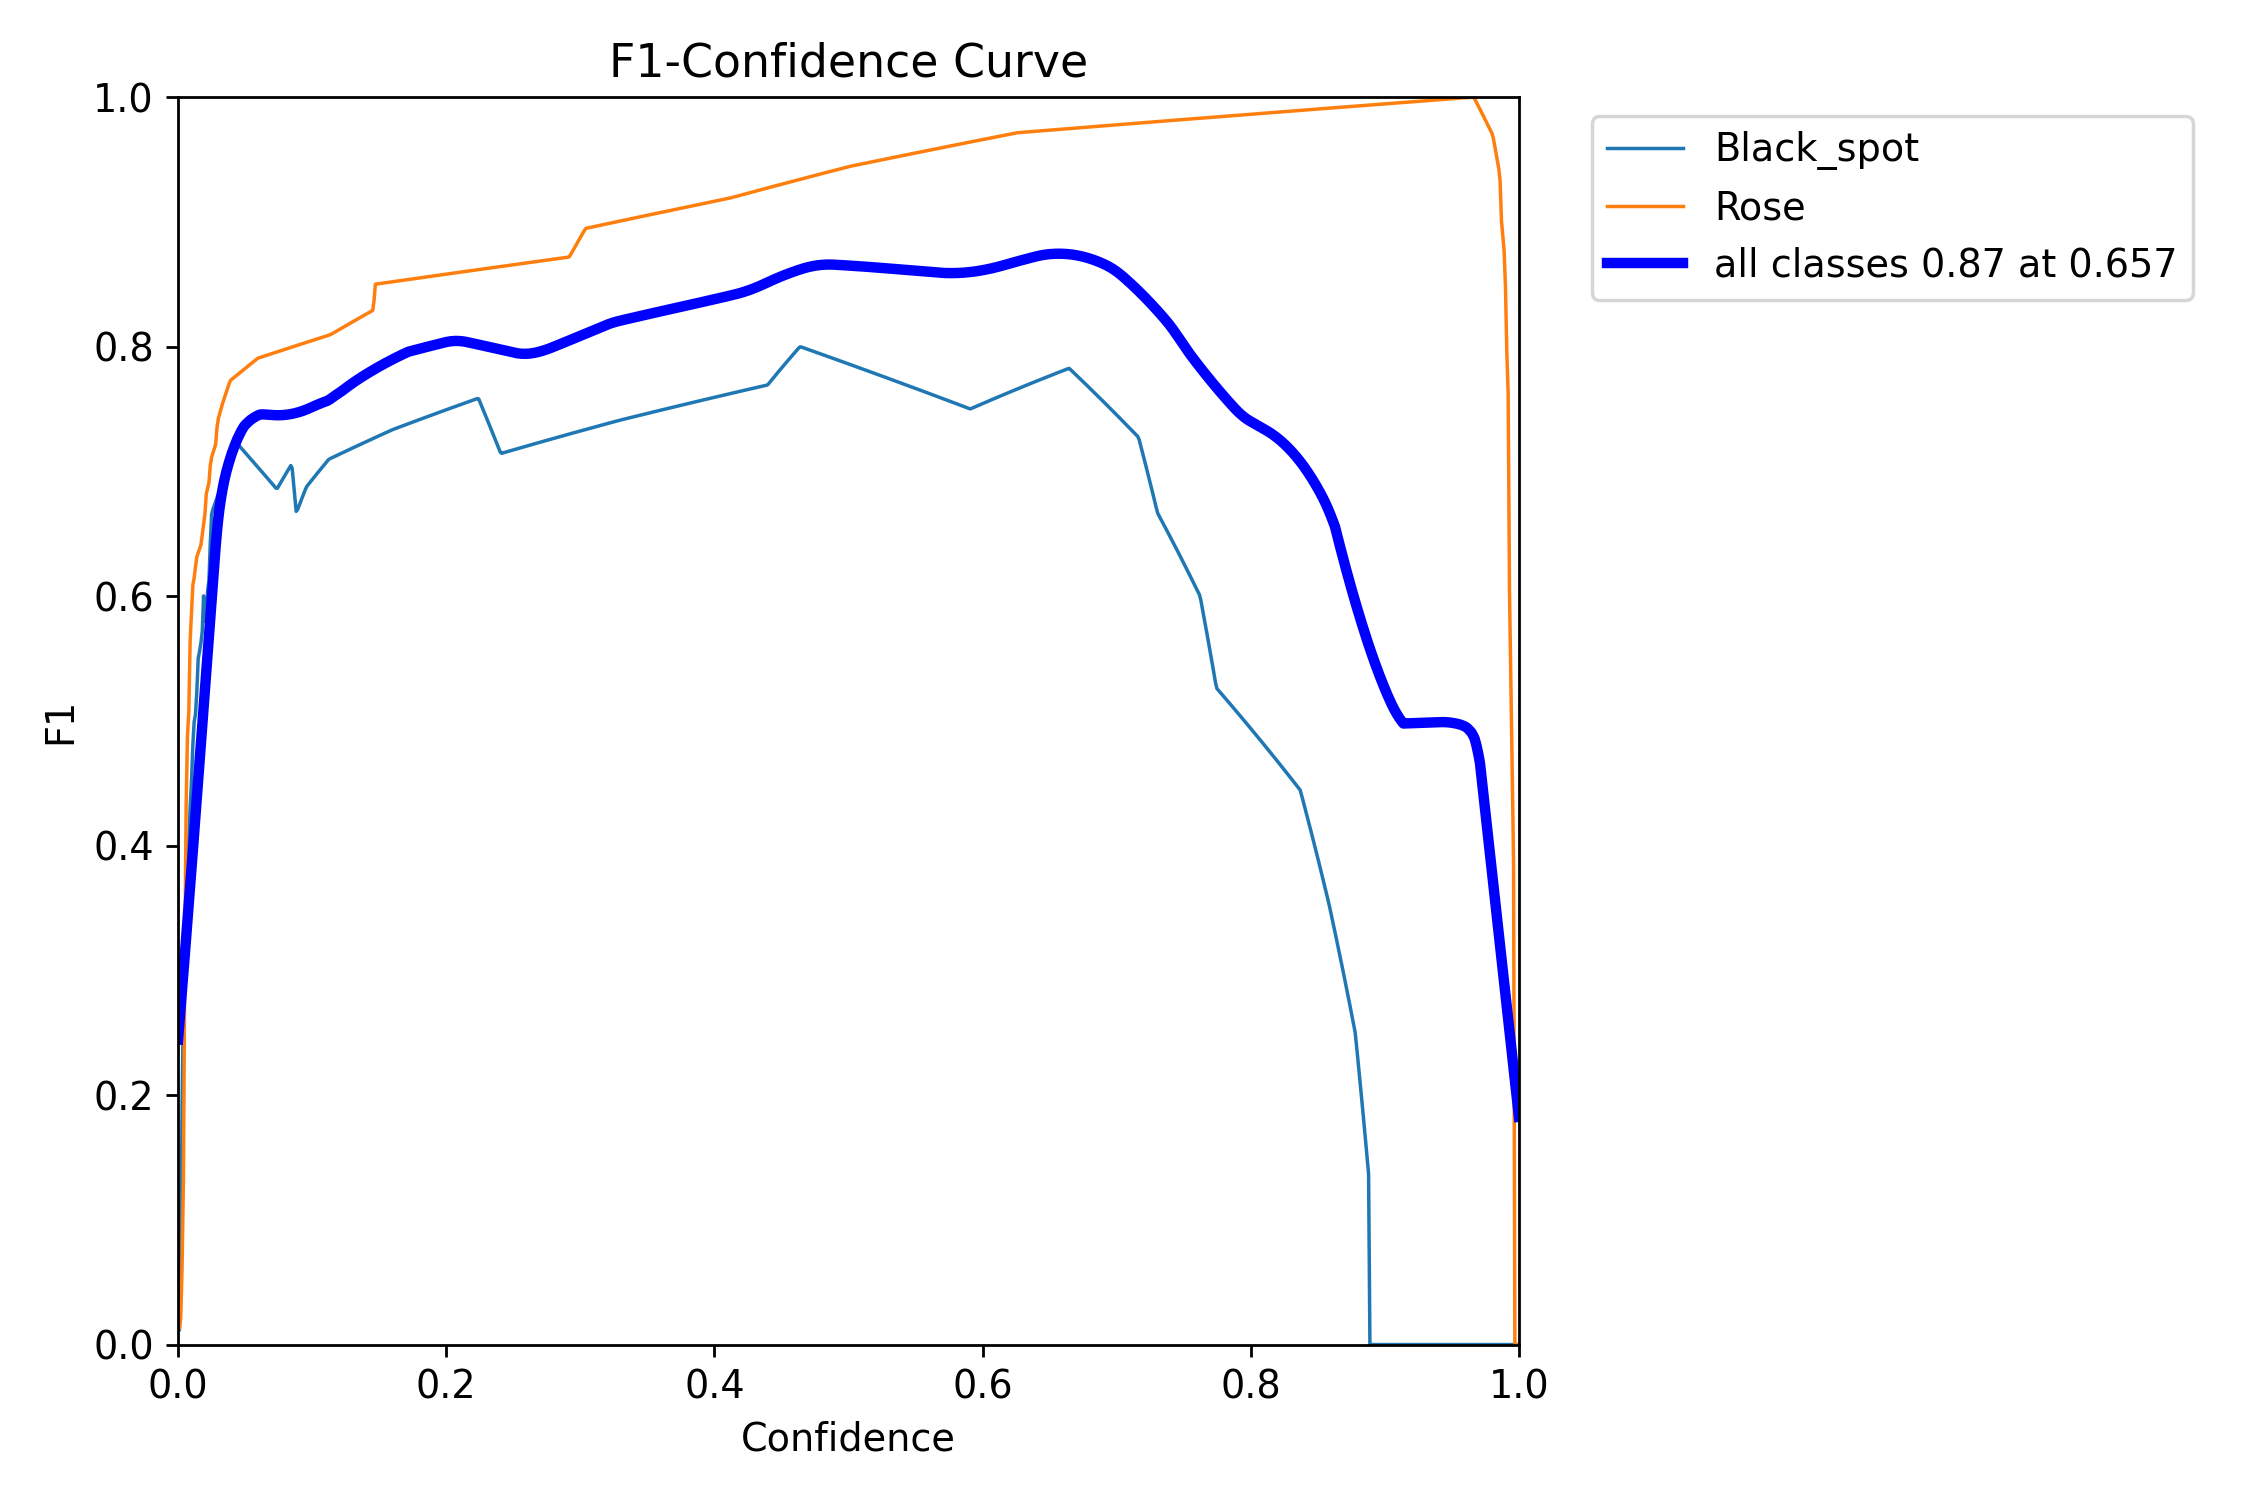 F1-Confidence Curve
1.0
0.8
0.6
0.4
0.2
0.0
F1
0.0 0.2 0.4 0.6 0.8 1.0
Confidence
Black_spot
Rose
all classes 0.87 at 0.657